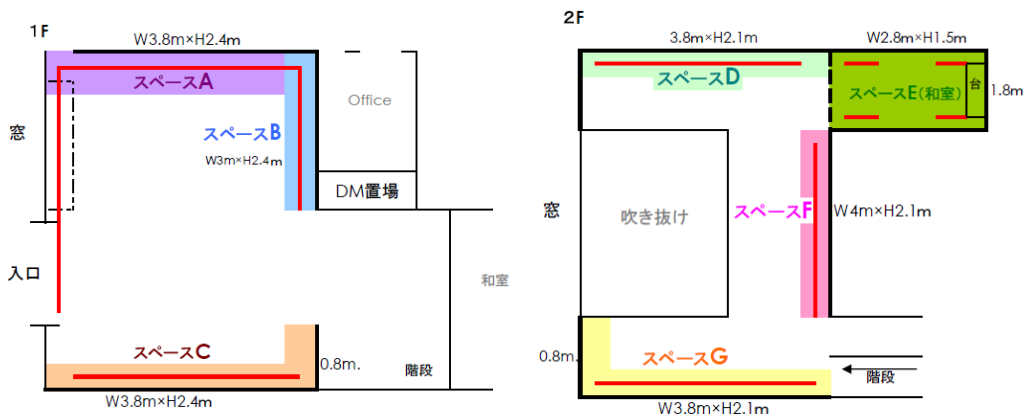 1F
W3.8m×H2.4m
スペースA
Office
窓
スペースB
W3m×H2.4m
DM置場
入口
和室
スペースC
0.8m.
階段
W3.8m×H2.4m
2F
3.8m×H2.1m
W2.8m×H1.5m
スペースD
スペースE(和室)
台
1.8m
窓
吹き抜け
スペースF
W4m×H2.1m
0.8m.
スペースG
階段
W3.8m×H2.1m